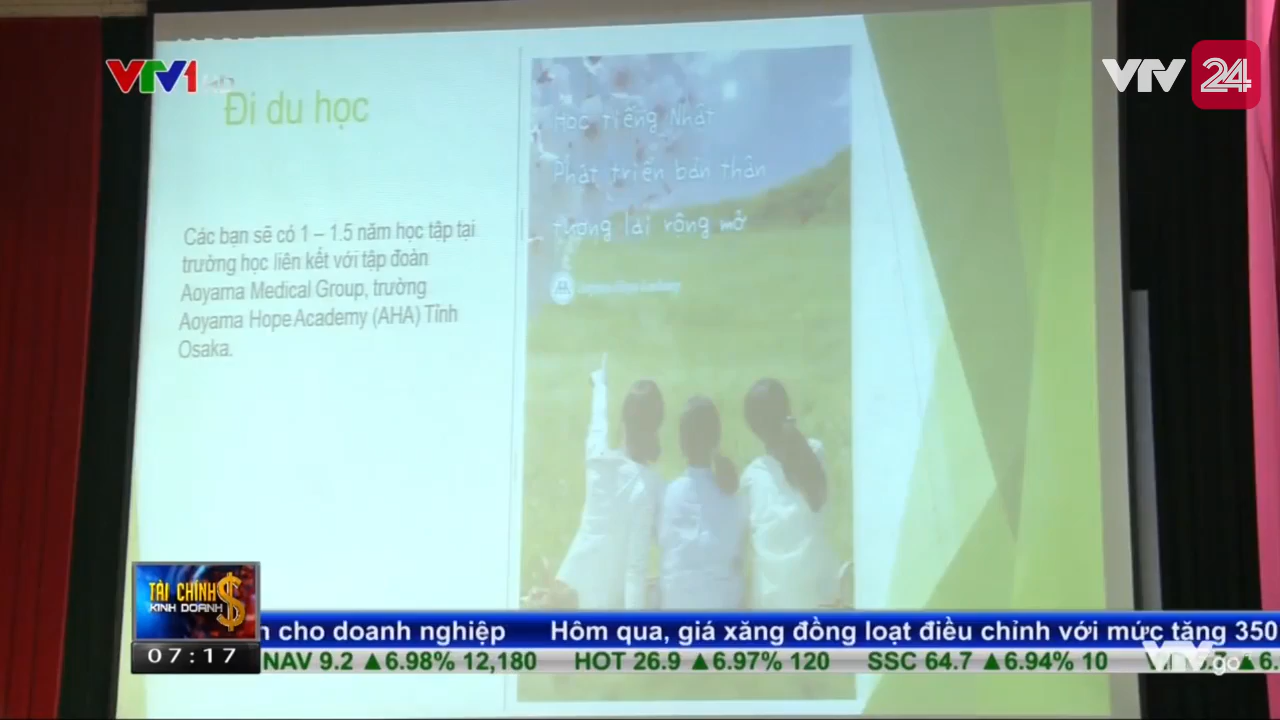 VTV1
HD
VTV 24
Đi du học
Các bạn sẽ có 1 – 1.5 năm học tập tại
trường học liên kết với tập đoàn
Aoyama Medical Group, trường
Aoyama Hope Academy (AHA) Tỉnh
Osaka.
Học tiếng Nhật
Phát triển bản thân
tương lai rộng mở
TÀI CHÍNH
KINH DOANH $
cho doanh nghiệp Hôm qua, giá xăng đồng loạt điều chỉnh với mức tăng 350
07:17
NAV 9.2 ▲6.98% 12,180 HOT 26.9 ▲6.97% 120 SSC 64.7 ▲6.94% 10
VTVgo